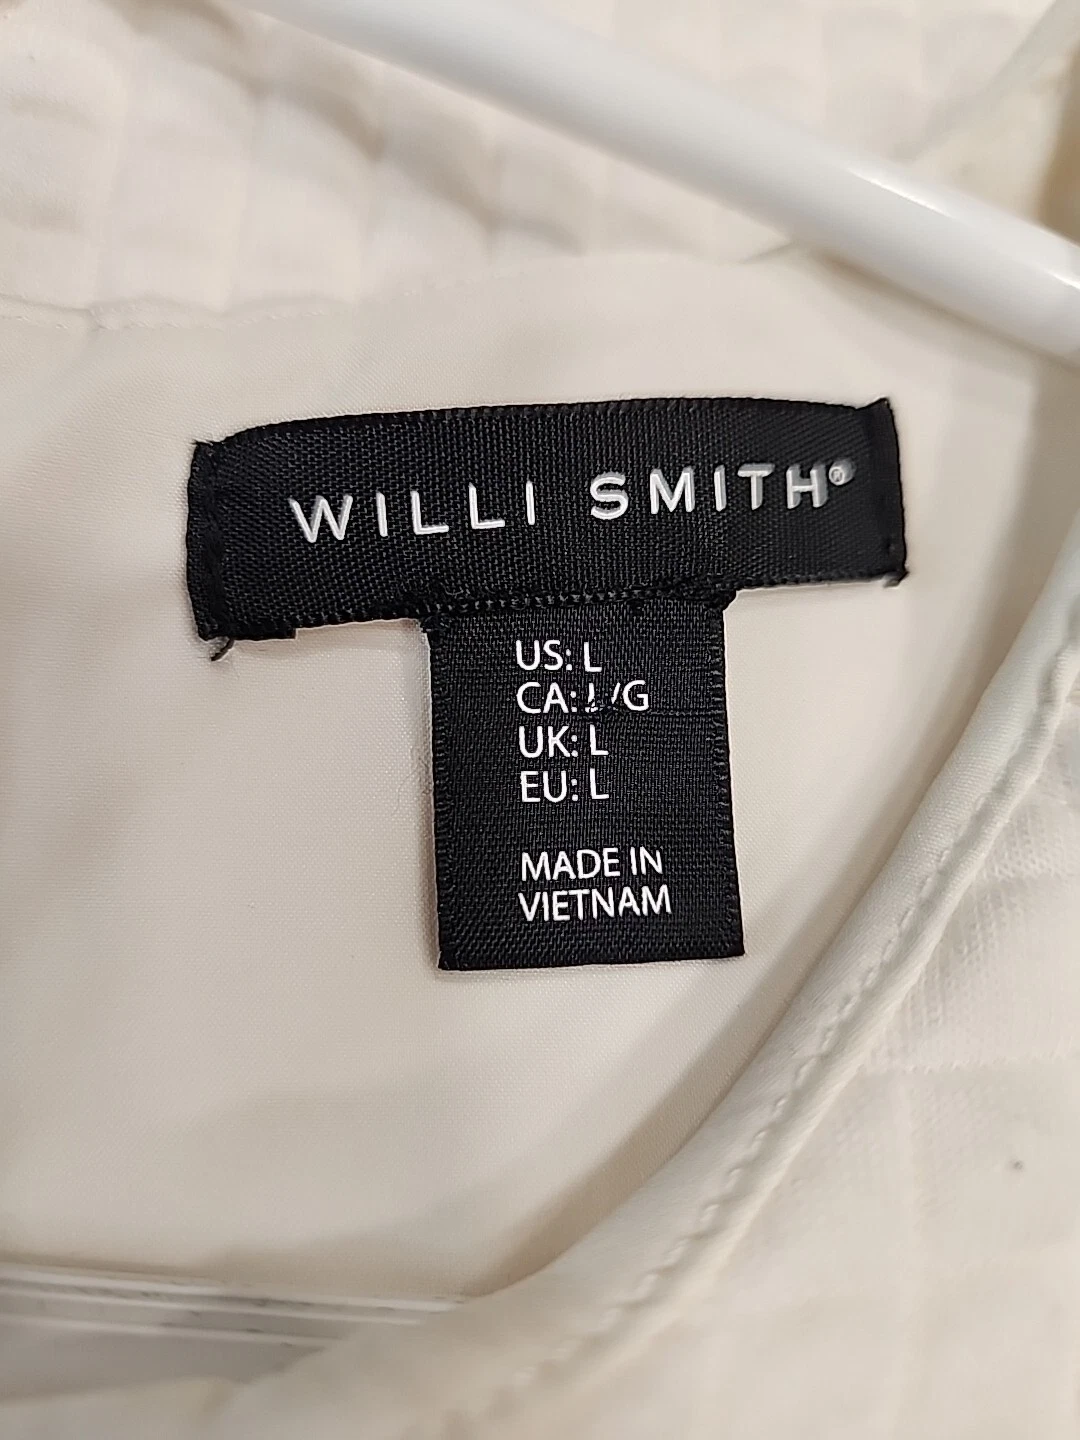 WILLI SMITH®
US: L
CA: L/G
UK: L
EU: L
MADE IN
VIETNAM